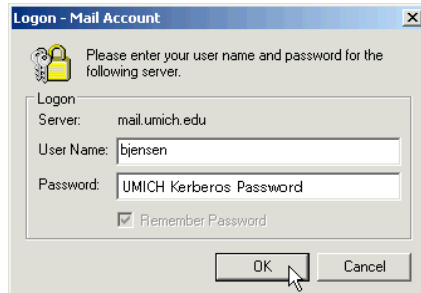 Logon - Mail Account
Please enter your user name and password for the
following server.
Logon
Server: mail.umich.edu
User Name: bjensen
Password: UMICH Kerberos Password
Remember Password
OK Cancel